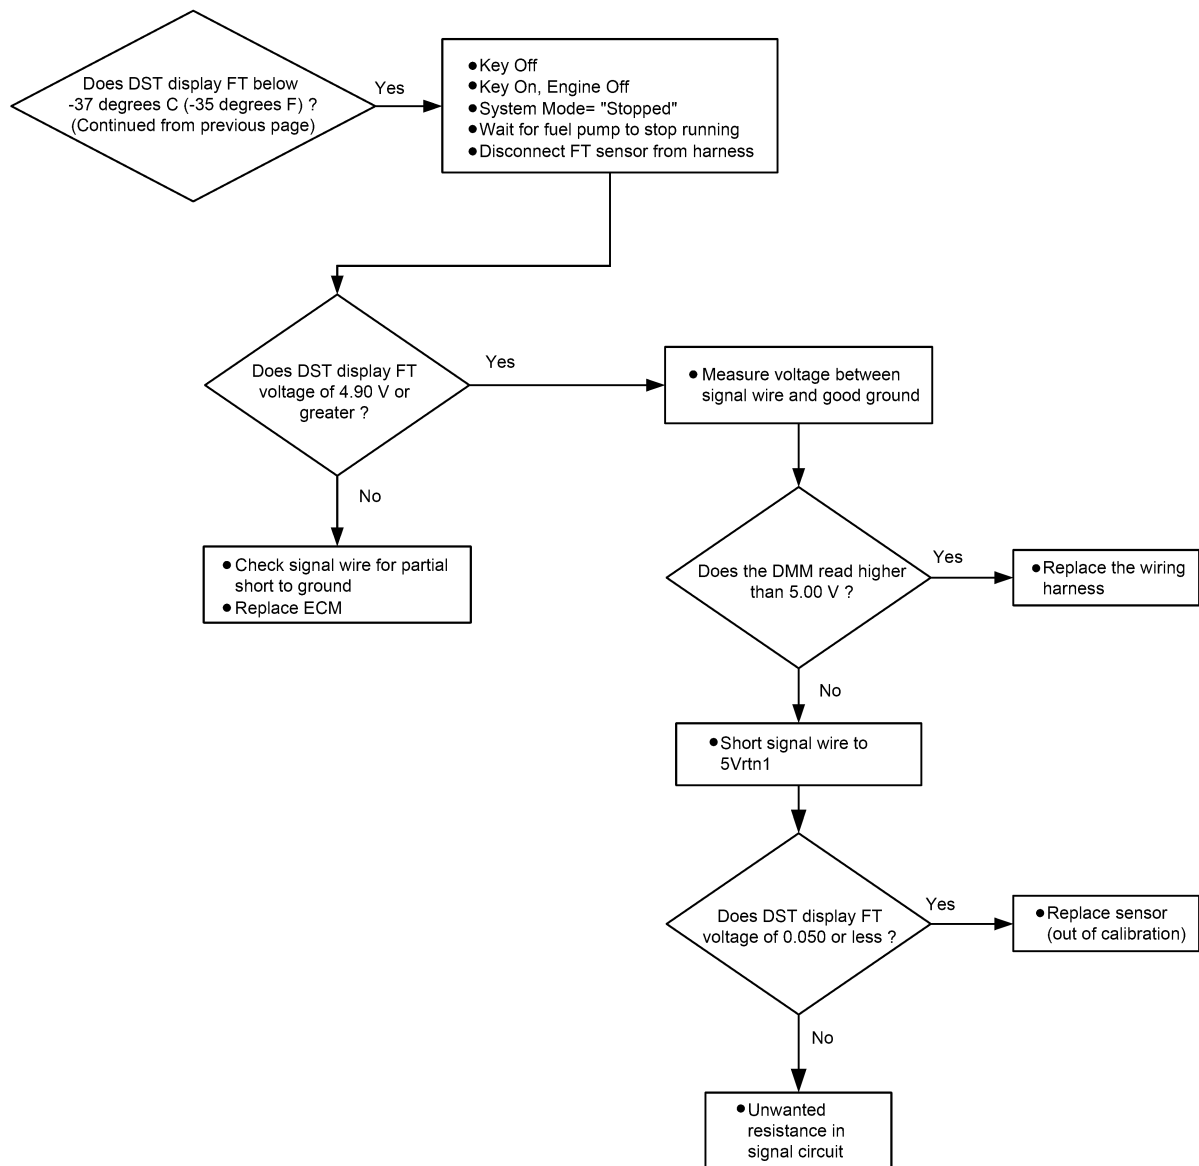 Does DST display FT below
-37 degrees C (-35 degrees F) ?
(Continued from previous page)
Yes
●Key Off
●Key On, Engine Off
●System Mode= "Stopped"
●Wait for fuel pump to stop running
●Disconnect FT sensor from harness
Does DST display FT
voltage of 4.90 V or
greater ?
Yes
● Measure voltage between
signal wire and good ground
No
●Check signal wire for partial
short to ground
●Replace ECM
Does the DMM read higher
than 5.00 V ?
Yes
●Replace the wiring
harness
No
●Short signal wire to
5Vrtn1
Does DST display FT
voltage of 0.050 or less ?
Yes
●Replace sensor
(out of calibration)
No
●Unwanted
resistance in
signal circuit